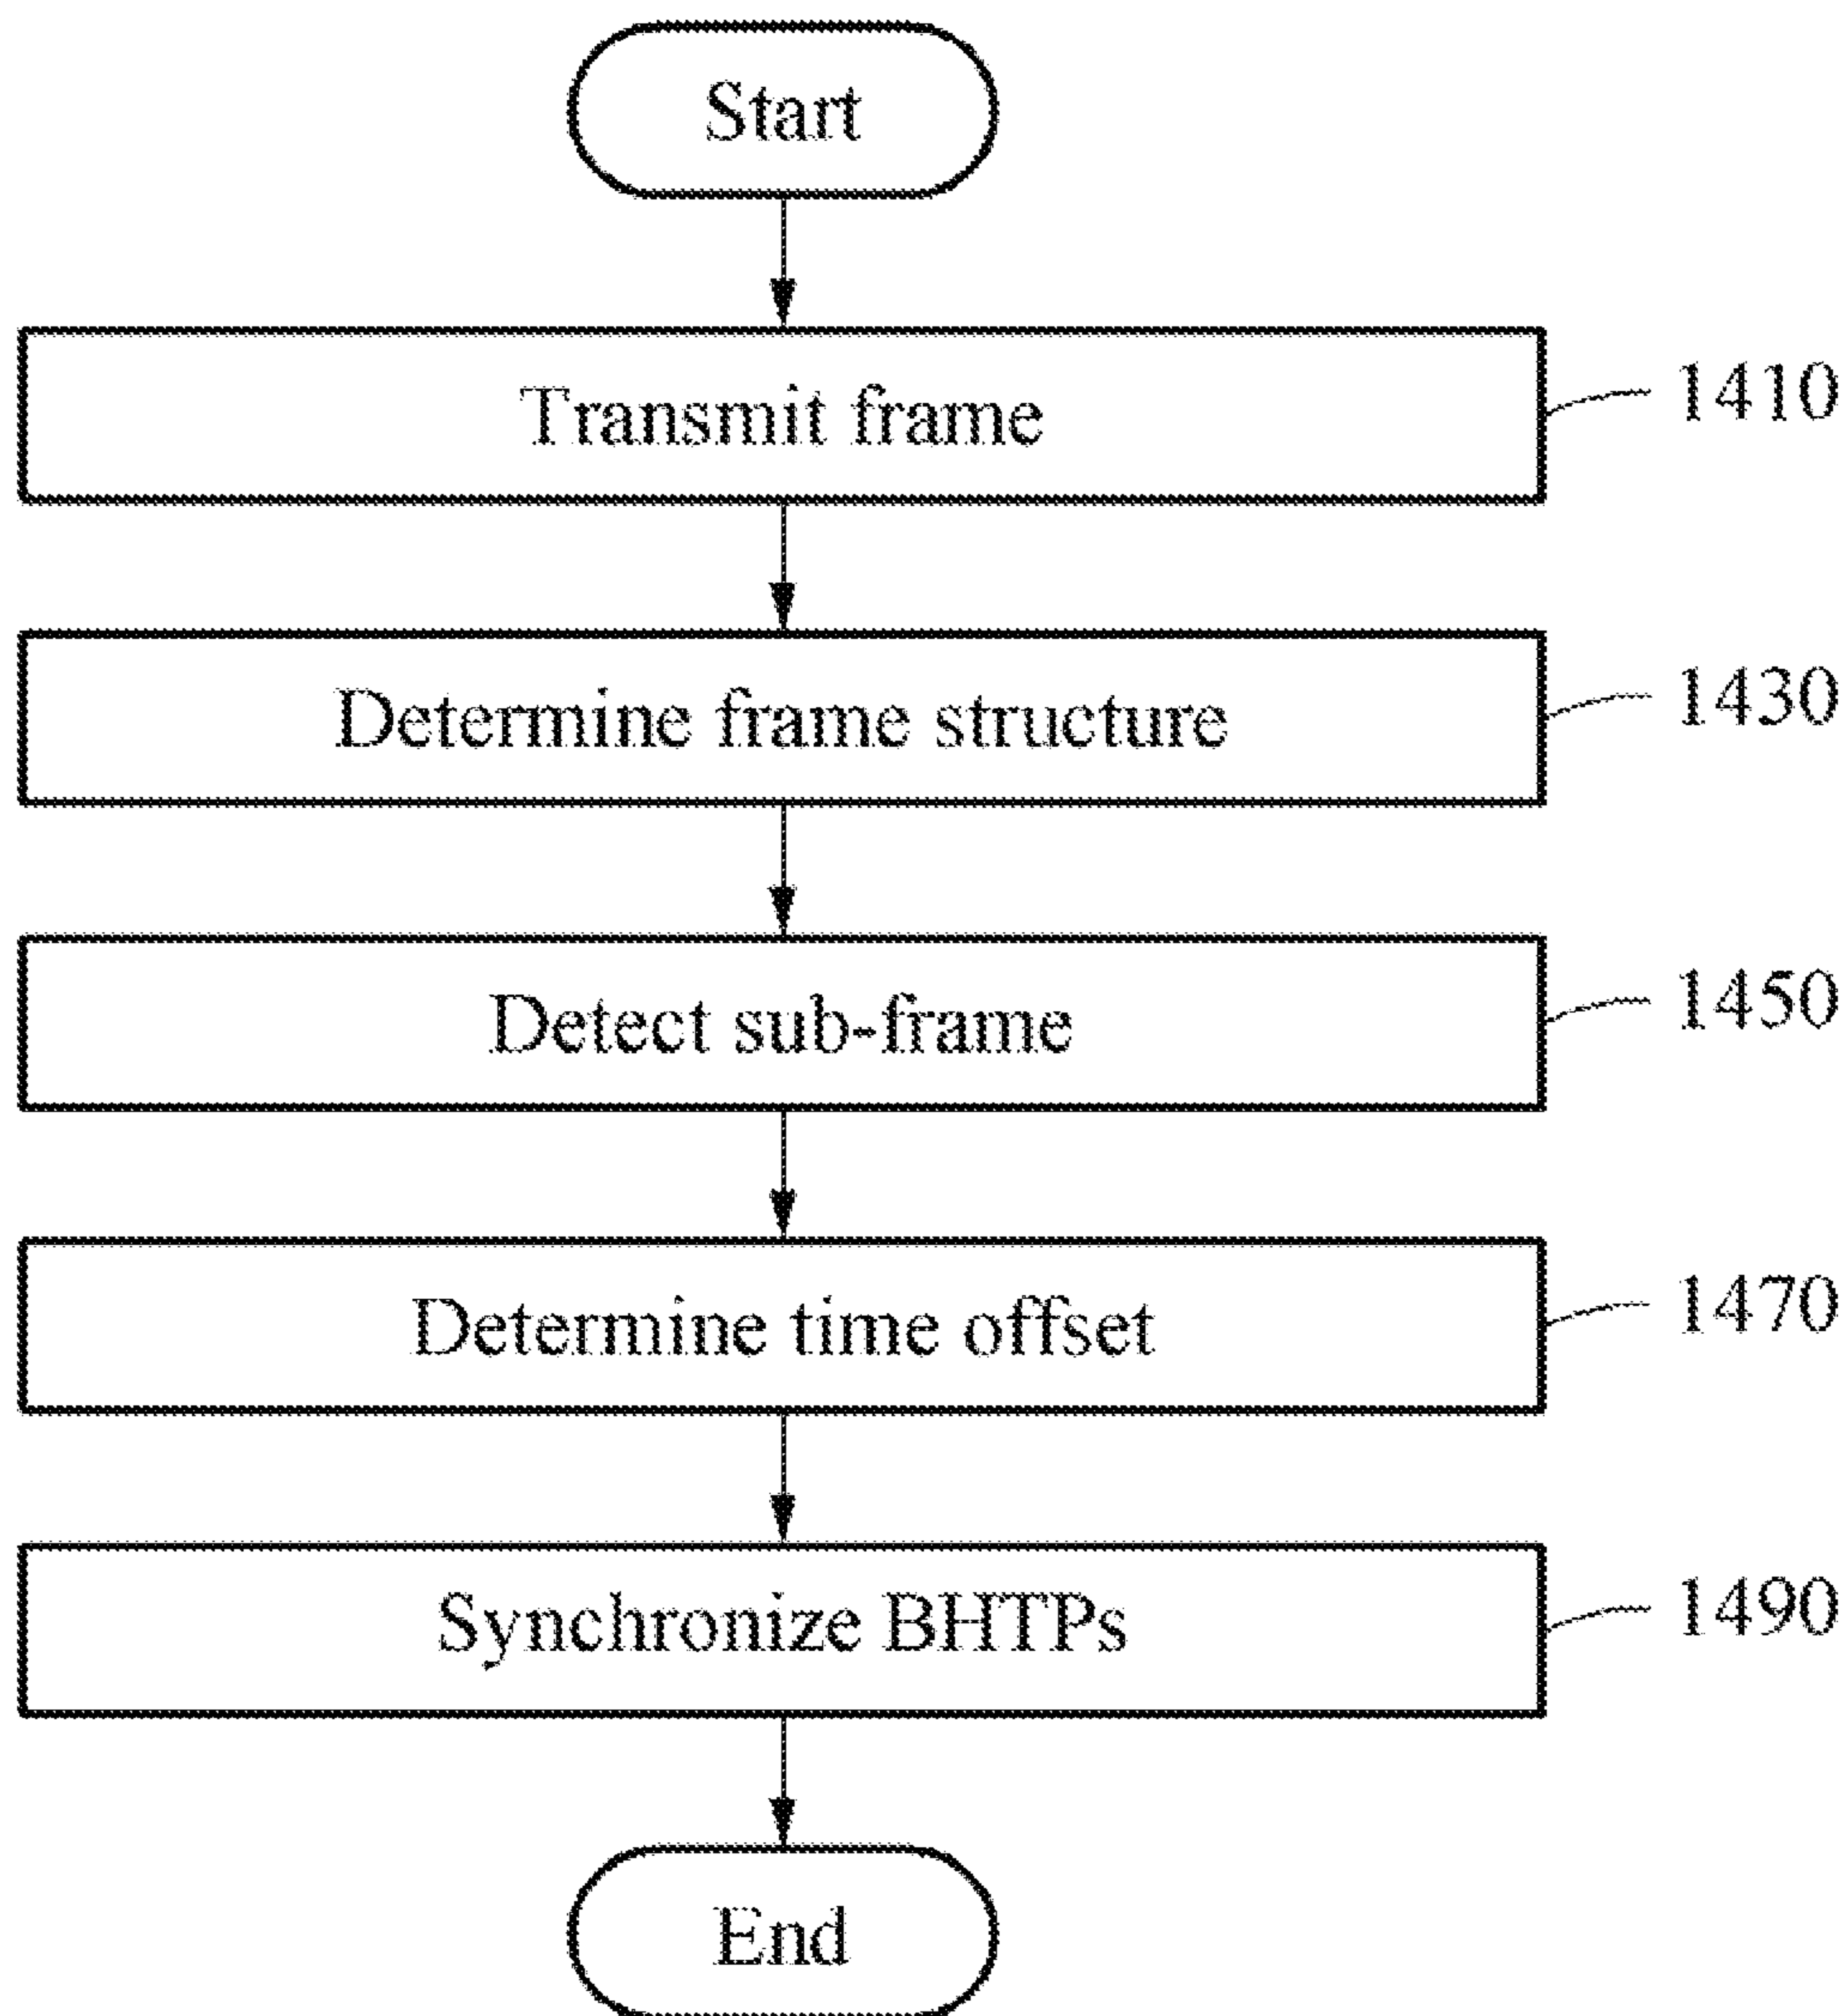 Start
Transmit frame
1410
Determine frame structure
1430
Detect sub-frame
1450
Determine time offset
1470
Synchronize BHTPs
1490
End